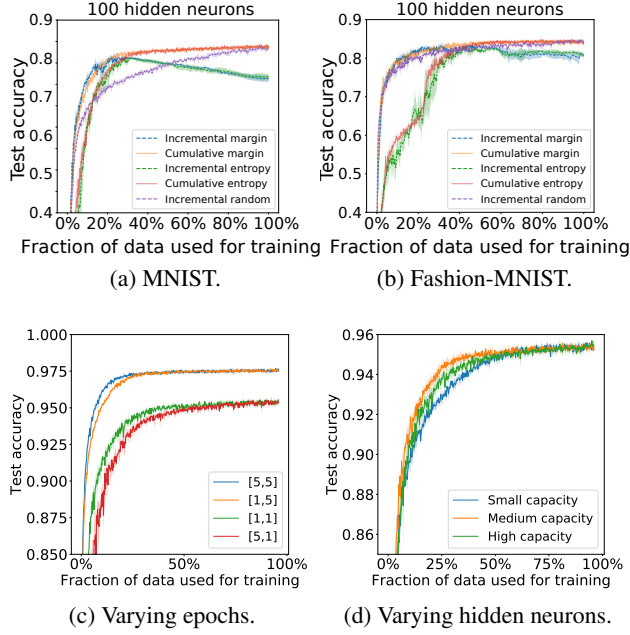 100 hidden neurons
100 hidden neurons
0.9
0.8
0.7
0.6
0.5
0.4
Test accuracy
Incremental margin
Cumulative margin
Incremental entropy
Cumulative entropy
Incremental random
0% 20% 40% 60% 80% 100%
Fraction of data used for training
(a) MNIST.
0.9
0.8
0.7
0.6
0.5
0.4
Test accuracy
Incremental margin
Cumulative margin
Incremental entropy
Cumulative entropy
Incremental random
0% 20% 40% 60% 80% 100%
Fraction of data used for training
(b) Fashion-MNIST.
1.000
0.975
0.950
0.925
0.900
0.875
0.850
Test accuracy
[5,5]
[1,5]
[1,1]
[5,1]
0% 50% 100%
Fraction of data used for training
(c) Varying epochs.
0.96
0.94
0.92
0.90
0.88
0.86
Test accuracy
Small capacity
Medium capacity
High capacity
0% 25% 50% 75% 100%
Fraction of data used for training
(d) Varying hidden neurons.